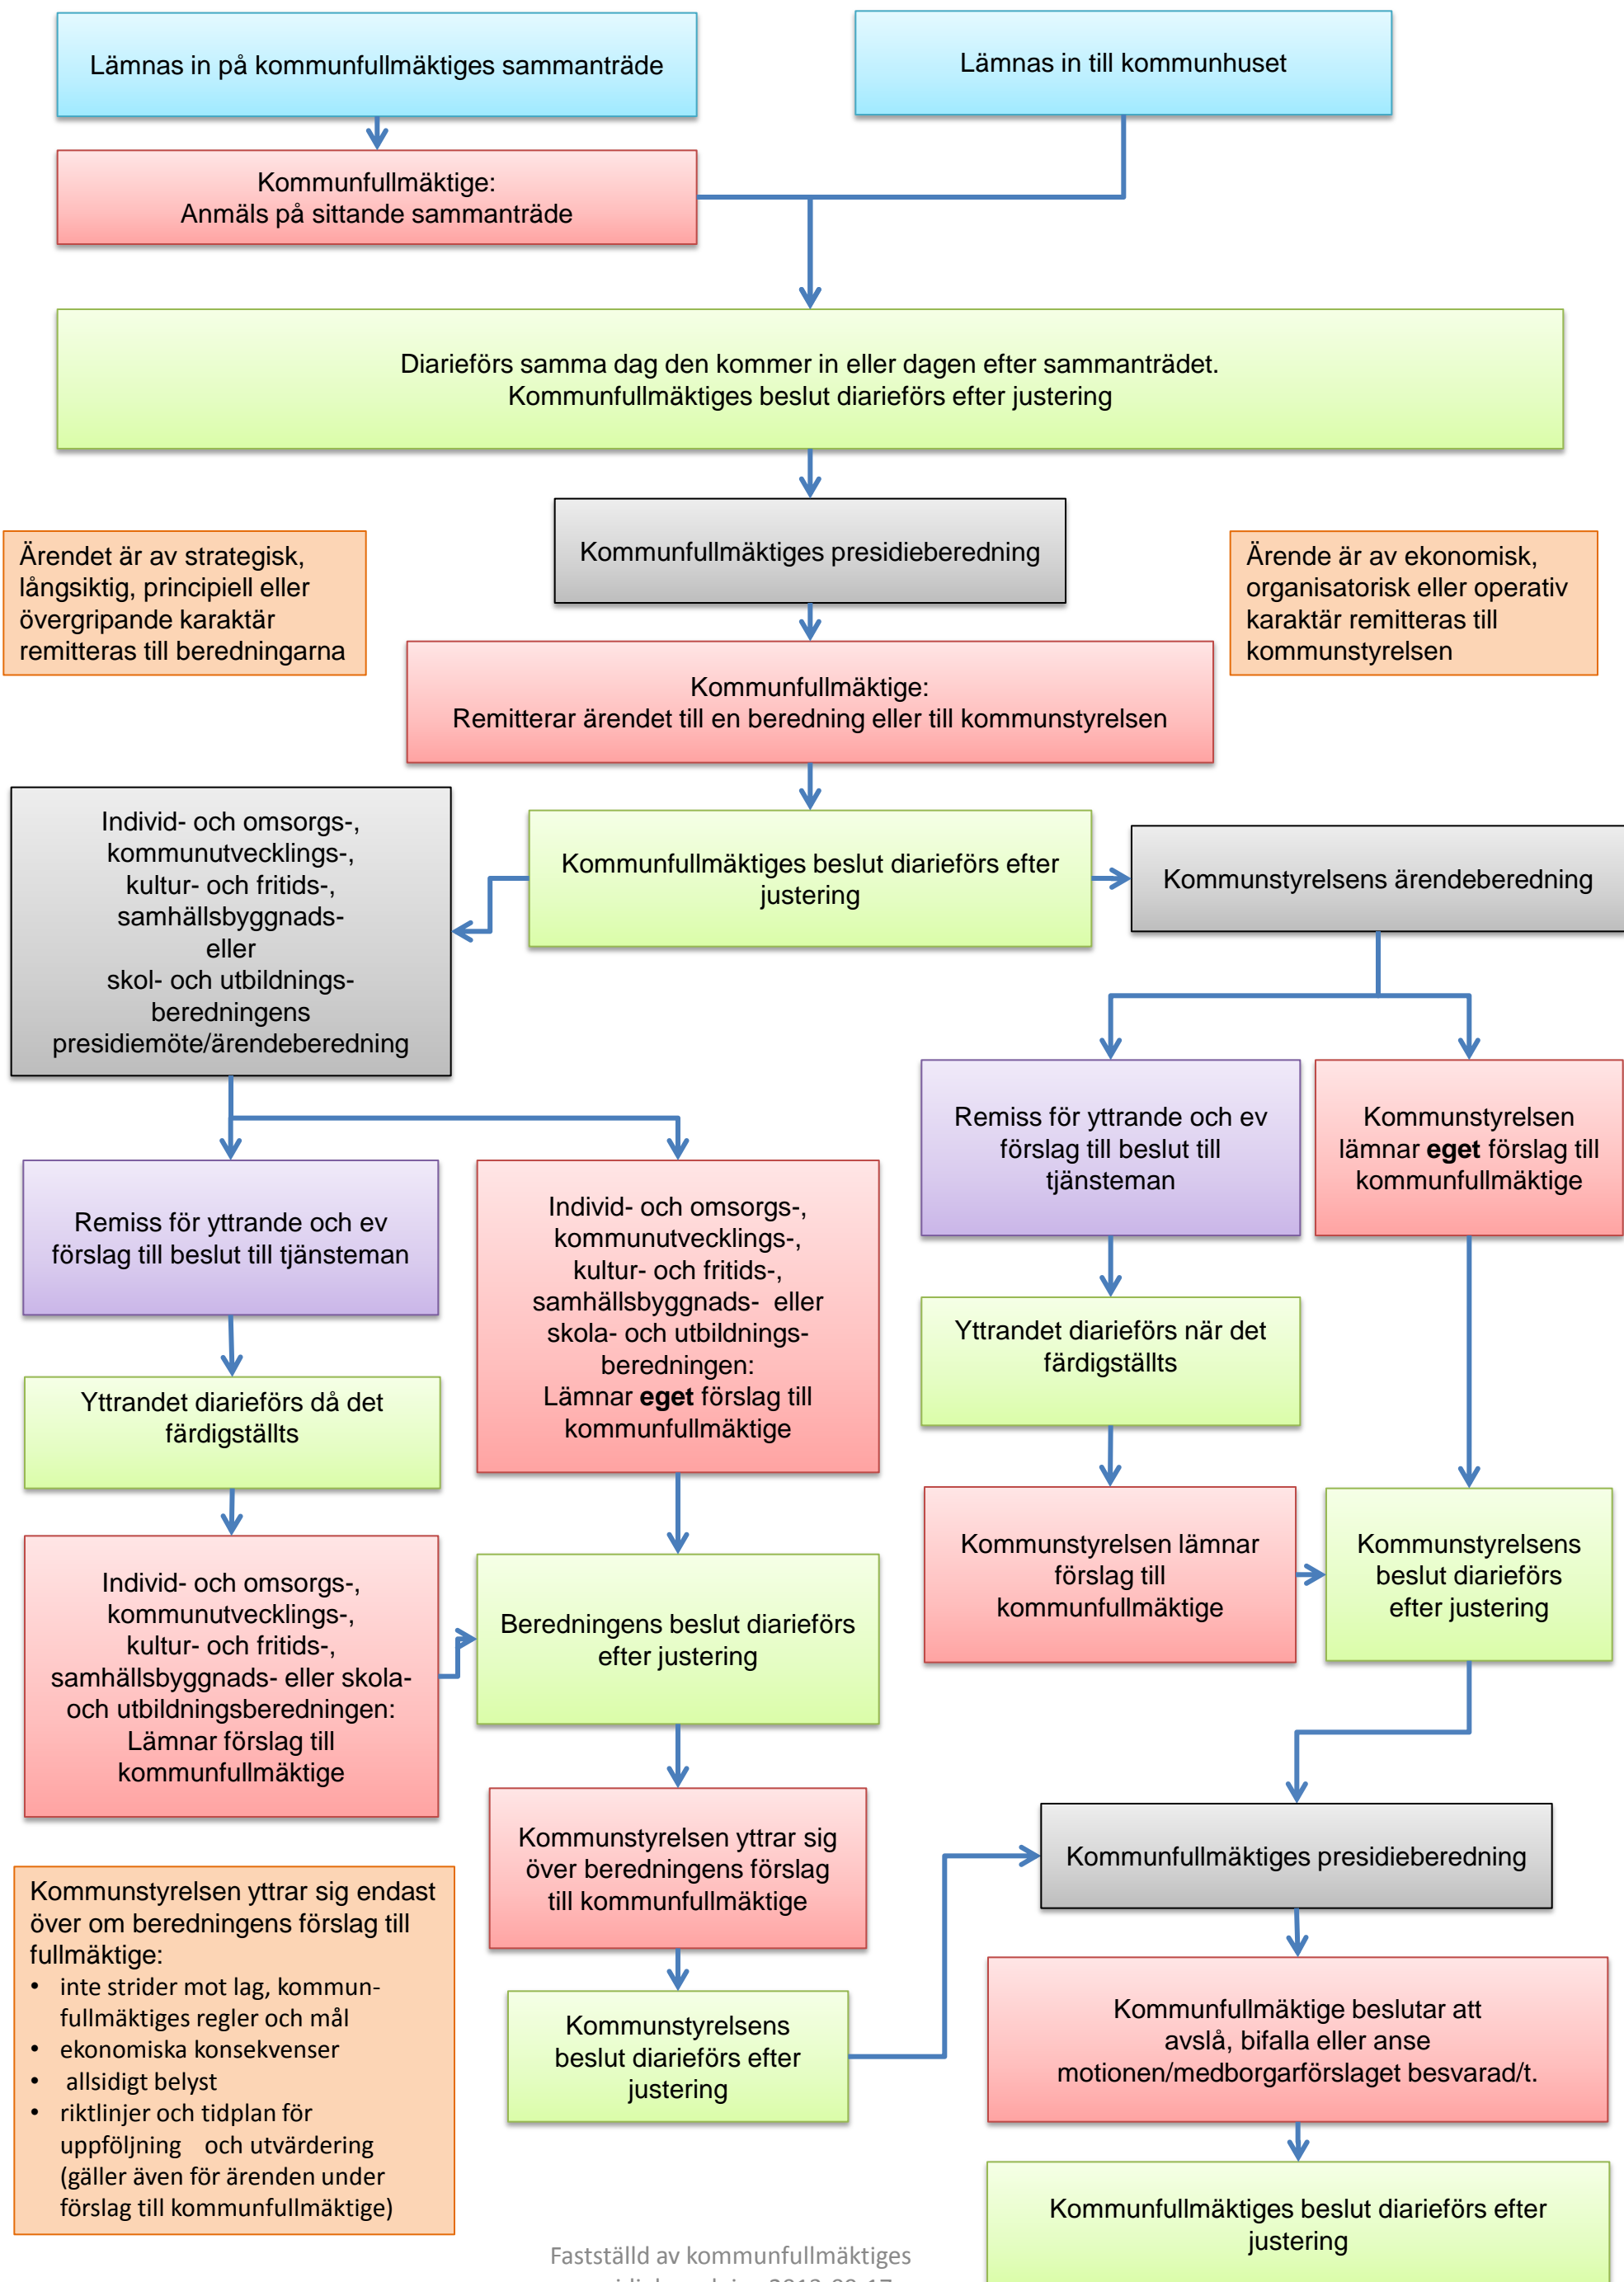 Lämnas in på kommunfullmäktiges sammanträde
Lämnas in till kommunhuset
Kommunfullmäktige:
Anmäls på sittande sammanträde
Diarieförs samma dag den kommer in eller dagen efter sammanträdet.
Kommunfullmäktiges beslut diarieförs efter justering
Kommunfullmäktiges presidieberedning
Ärendet är av strategisk,
långsiktig, principiell eller
övergripande karaktär
remitteras till beredningarna
Ärende är av ekonomisk,
organisatorisk eller operativ
karaktär remitteras till
kommunstyrelsen
Kommunfullmäktige:
Remitterar ärendet till en beredning eller till kommunstyrelsen
Individ- och omsorgs-,
kommunutvecklings-,
kultur- och fritids-,
samhällsbyggnads-
eller
skol- och utbildnings-
beredningens
presidiemöte/ärendeberedning
Kommunfullmäktiges beslut diarieförs efter
justering
Kommunstyrelsens ärendeberedning
Remiss för yttrande och ev
förslag till beslut till
tjänsteman
Kommunstyrelsen
lämnar eget förslag till
kommunfullmäktige
Remiss för yttrande och ev
förslag till beslut till tjänsteman
Individ- och omsorgs-,
kommunutvecklings-,
kultur- och fritids-,
samhällsbyggnads- eller
skola- och utbildnings-
beredningen:
Lämnar eget förslag till
kommunfullmäktige
Yttrandet diarieförs när det
färdigställts
Yttrandet diarieförs då det
färdigställts
Kommunstyrelsen lämnar
förslag till
kommunfullmäktige
Kommunstyrelsens
beslut diarieförs
efter justering
Individ- och omsorgs-,
kommunutvecklings-,
kultur- och fritids-,
samhällsbyggnads- eller skola-
och utbildningsberedningen:
Lämnar förslag till
kommunfullmäktige
Beredningens beslut diarieförs
efter justering
Kommunstyrelsen yttrar sig
över beredningens förslag
till kommunfullmäktige
Kommunfullmäktiges presidieberedning
Kommunstyrelsen yttrar sig endast
över om beredningens förslag till
fullmäktige:
• inte strider mot lag, kommun-
fullmäktiges regler och mål
• ekonomiska konsekvenser
• allsidigt belyst
• riktlinjer och tidplan för
uppföljning och utvärdering
(gäller även för ärenden under
förslag till kommunfullmäktige)
Kommunstyrelsens
beslut diarieförs efter
justering
Kommunfullmäktige beslutar att
avslå, bifalla eller anse
motionen/medborgarförslaget besvarad/t.
Kommunfullmäktiges beslut diarieförs efter
justering
Fastställd av kommunfullmäktiges